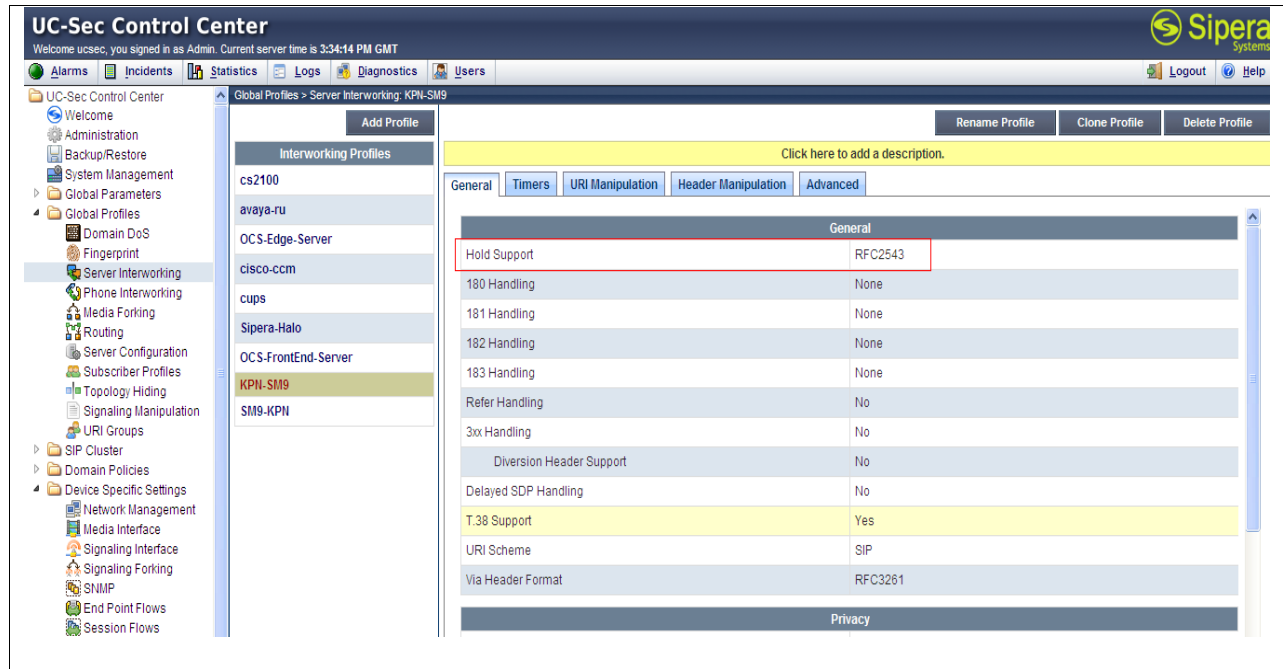 UC-Sec Control Center
Sipera
Systems
Welcome ucsec, you signed in as Admin. Current server time is 3:34:14 PM GMT
Alarms Incidents Statistics Logs Diagnostics Users Logout Help
UC-Sec Control Center
Welcome
Administration
Backup/Restore
System Management
Global Parameters
Global Profiles
Domain DoS
Fingerprint
Server Interworking
Phone Interworking
Media Forking
Routing
Server Configuration
Subscriber Profiles
Topology Hiding
Signaling Manipulation
URI Groups
SIP Cluster
Domain Policies
Device Specific Settings
Network Management
Media Interface
Signaling Interface
Signaling Forking
SNMP
End Point Flows
Session Flows
Global Profiles > Server Interworking: KPN-SM9
Add Profile
Interworking Profiles
cs2100
avaya-ru
OCS-Edge-Server
cisco-ccm
cups
Sipera-Halo
OCS-FrontEnd-Server
KPN-SM9
SM9-KPN
Rename Profile Clone Profile Delete Profile
Click here to add a description.
General Timers URI Manipulation Header Manipulation Advanced
General
Hold Support RFC2543
180 Handling None
181 Handling None
182 Handling None
183 Handling None
Refer Handling No
3xx Handling No
Diversion Header Support No
Delayed SDP Handling No
T.38 Support Yes
URI Scheme SIP
Via Header Format RFC3261
Privacy